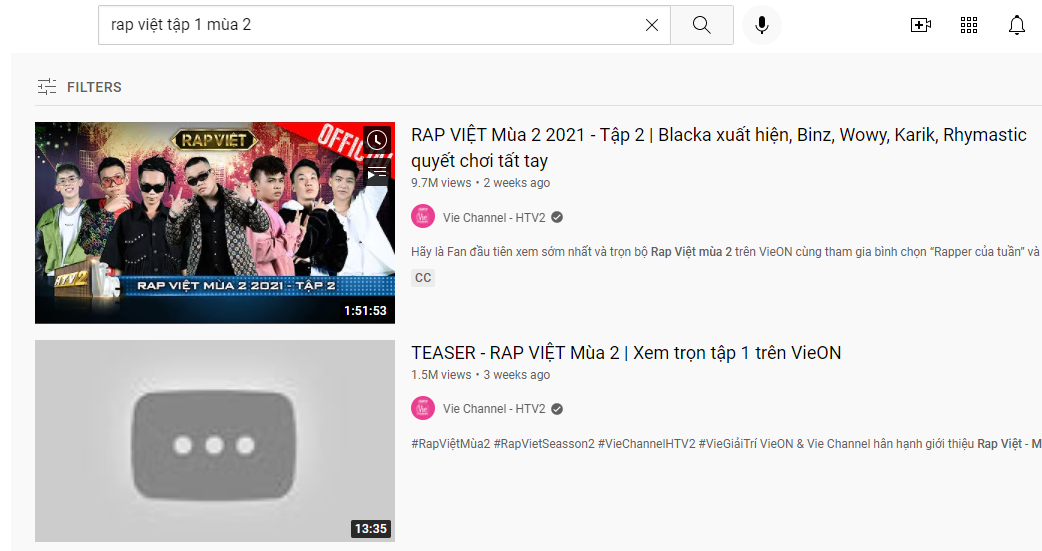 rap việt tập 1 mùa 2
FILTERS
RAP VIỆT
OFFICIAL
RAP VIỆT MÙA 2 2021 - TẬP 2
1:51:53
RAP VIỆT Mùa 2 2021 - Tập 2 | Blacka xuất hiện, Binz, Wowy, Karik, Rhymastic
quyết chơi tất tay
9.7M views • 2 weeks ago
Vie Channel - HTV2
Hãy là Fan đầu tiên xem sớm nhất và trọn bộ Rap Việt mùa 2 trên VieON cùng tham gia bình chọn “Rapper của tuần” và
CC
13:35
TEASER - RAP VIỆT Mùa 2 | Xem trọn tập 1 trên VieON
1.5M views • 3 weeks ago
Vie Channel - HTV2
#RapViệtMùa2 #RapVietSeasson2 #VieChannelHTV2 #VieGiảiTrí VieON & Vie Channel hân hạnh giới thiệu Rap Việt - M